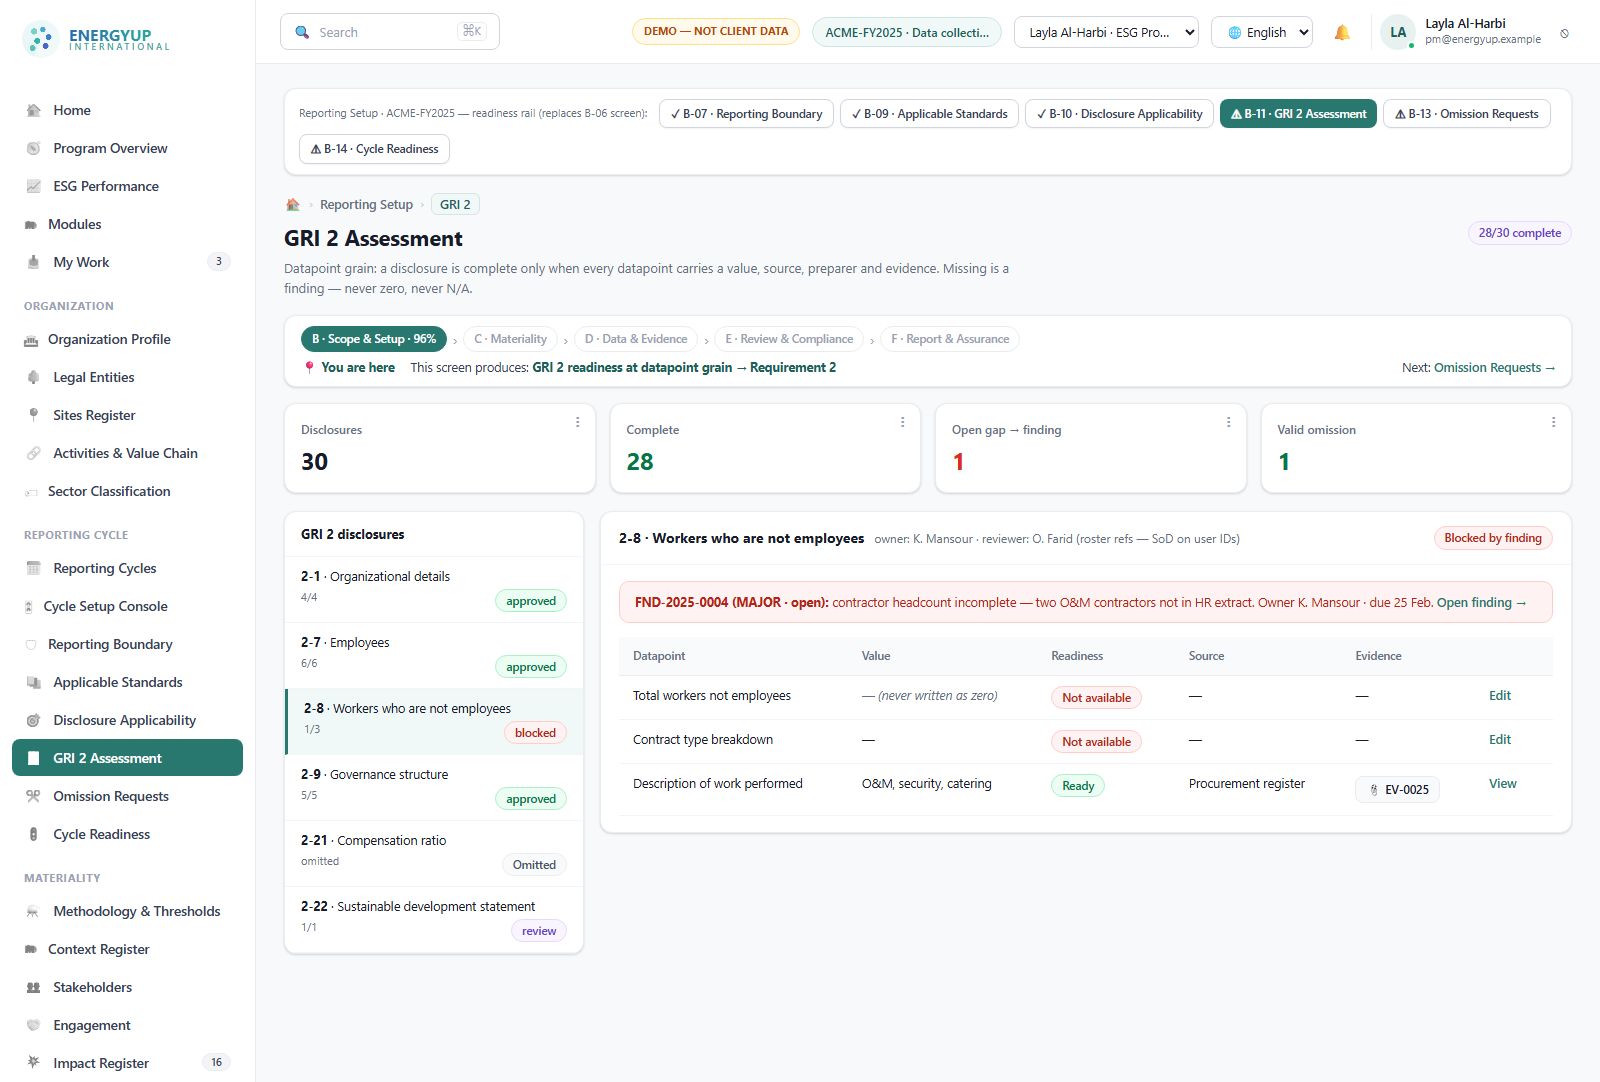 ENERGYUP
INTERNATIONAL
Home
Program Overview
ESG Performance
Modules
My Work 3
ORGANIZATION
Organization Profile
Legal Entities
Sites Register
Activities & Value Chain
Sector Classification
REPORTING CYCLE
Reporting Cycles
Cycle Setup Console
Reporting Boundary
Applicable Standards
Disclosure Applicability
GRI 2 Assessment
Omission Requests
Cycle Readiness
MATERIALITY
Methodology & Thresholds
Context Register
Stakeholders
Engagement
Impact Register 16
Search ⌘K
DEMO — NOT CLIENT DATA
ACME-FY2025 · Data collecti...
Layla Al-Harbi · ESG Pro...
English
LA
Layla Al-Harbi
pm@energyup.example
Reporting Setup · ACME-FY2025 — readiness rail (replaces B-06 screen):
✓ B-07 · Reporting Boundary
✓ B-09 · Applicable Standards
✓ B-10 · Disclosure Applicability
⚠ B-11 · GRI 2 Assessment
⚠ B-13 · Omission Requests
⚠ B-14 · Cycle Readiness
› Reporting Setup › GRI 2
GRI 2 Assessment
28/30 complete
Datapoint grain: a disclosure is complete only when every datapoint carries a value, source, preparer and evidence. Missing is a
finding — never zero, never N/A.
B · Scope & Setup · 96% › C · Materiality › D · Data & Evidence › E · Review & Compliance › F · Report & Assurance
You are here This screen produces: GRI 2 readiness at datapoint grain → Requirement 2
Next: Omission Requests →
Disclosures
30
Complete
28
Open gap → finding
1
Valid omission
1
GRI 2 disclosures
2-1 · Organizational details
4/4
approved
2-7 · Employees
6/6
approved
2-8 · Workers who are not employees
1/3
blocked
2-9 · Governance structure
5/5
approved
2-21 · Compensation ratio
omitted
Omitted
2-22 · Sustainable development statement
1/1
review
2-8 · Workers who are not employees owner: K. Mansour · reviewer: O. Farid (roster refs — SoD on user IDs)
Blocked by finding
FND-2025-0004 (MAJOR · open): contractor headcount incomplete — two O&M contractors not in HR extract. Owner K. Mansour · due 25 Feb. Open finding →
Datapoint Value Readiness Source Evidence
Total workers not employees — (never written as zero) Not available — — Edit
Contract type breakdown — Not available — — Edit
Description of work performed O&M, security, catering Ready Procurement register EV-0025 View